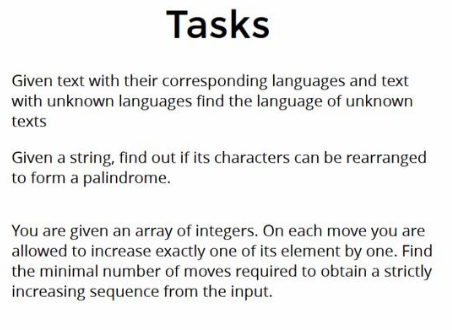 Tasks
Given text with their corresponding languages and text
with unknown languages find the language of unknown
texts
Given a string, find out if its characters can be rearranged
to form a palindrome.
You are given an array of integers. On each move you are
allowed to increase exactly one of its element by one. Find
the minimal number of moves required to obtain a strictly
increasing sequence from the input.